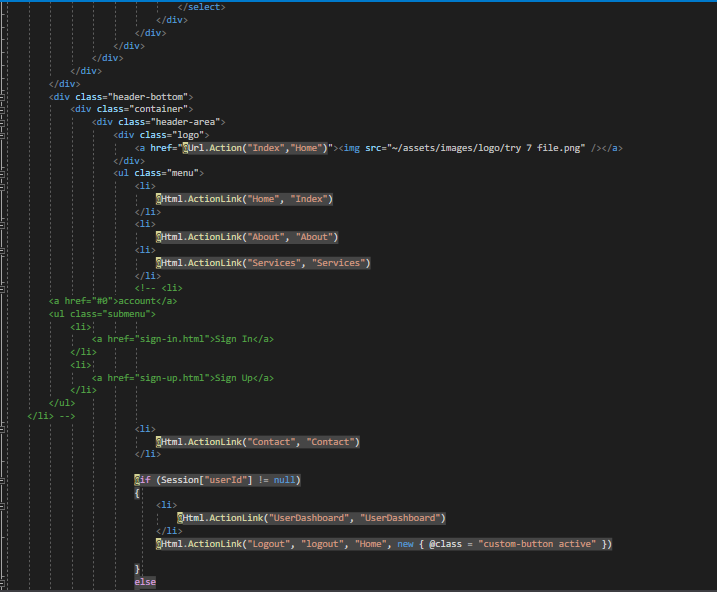 </select>
</div>
</div>
</div>
</div>
</div>
</div>
<div class="header-bottom">
<div class="container">
<div class="header-area">
<div class="logo">
<a href="@Url.Action("Index","Home")"><img src="~/assets/images/logo/try 7 file.png" /></a>
</div>
<ul class="menu">
<li>
@Html.ActionLink("Home", "Index")
</li>
<li>
@Html.ActionLink("About", "About")
<li>
@Html.ActionLink("Services", "Services")
</li>
<!-- <li>
<a href="#0">account</a>
<ul class="submenu">
<li>
<a href="sign-in.html">Sign In</a>
</li>
<li>
<a href="sign-up.html">Sign Up</a>
</li>
</ul>
</li> -->
<li>
@Html.ActionLink("Contact", "Contact")
</li>
@if (Session["userId"] != null)
{
<li>
@Html.ActionLink("UserDashboard", "UserDashboard")
</li>
@Html.ActionLink("Logout", "logout", "Home", new { @class = "custom-button active" })
}
else